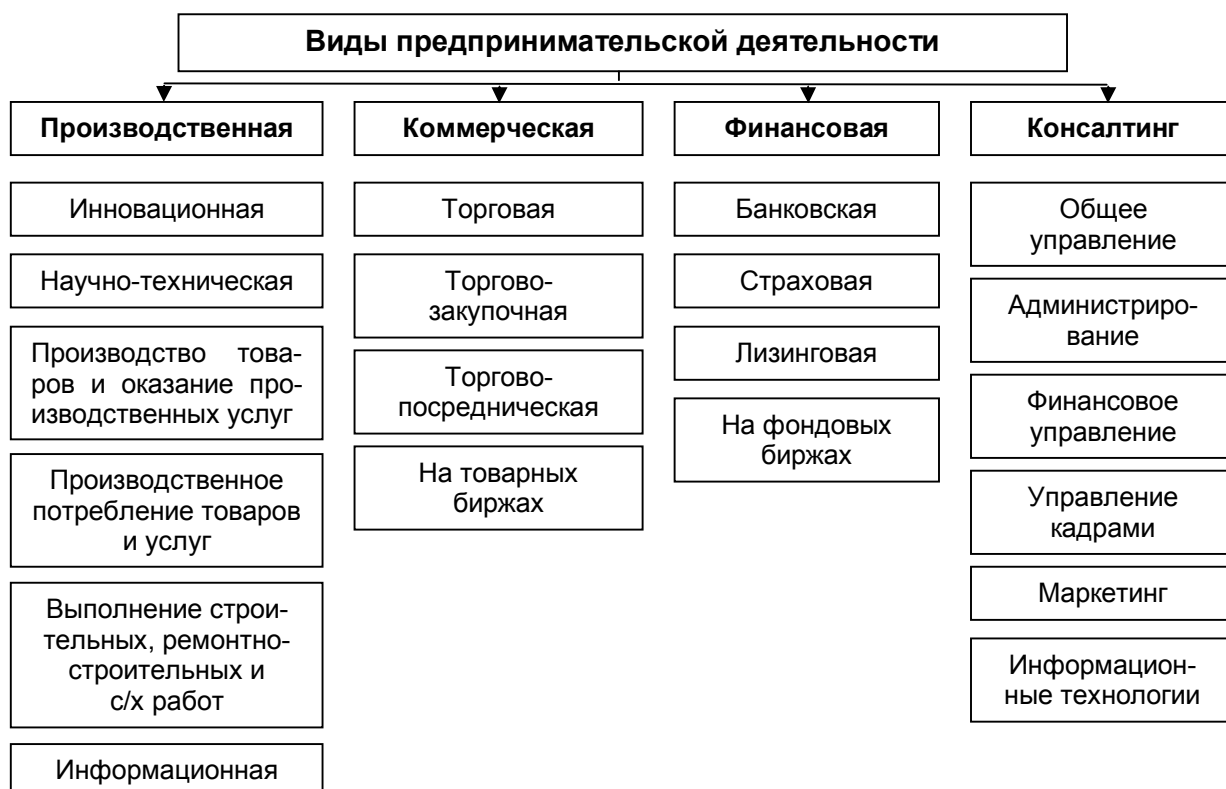 Виды предпринимательской деятельности
Производственная
Коммерческая
Финансовая
Консалтинг
Инновационная
Научно-техническая
Производство това-
ров и оказание про-
изводственных услуг
Производственное
потребление товаров
и услуг
Выполнение строи-
тельных, ремонтно-
строительных и
с/х работ
Информационная
Торговая
Торгово-
закупочная
Торгово-
посредническая
На товарных
биржах
Банковская
Страховая
Лизинговая
На фондовых
биржах
Общее
управление
Администриро-
вание
Финансовое
управление
Управление
кадрами
Маркетинг
Информацион-
ные технологии